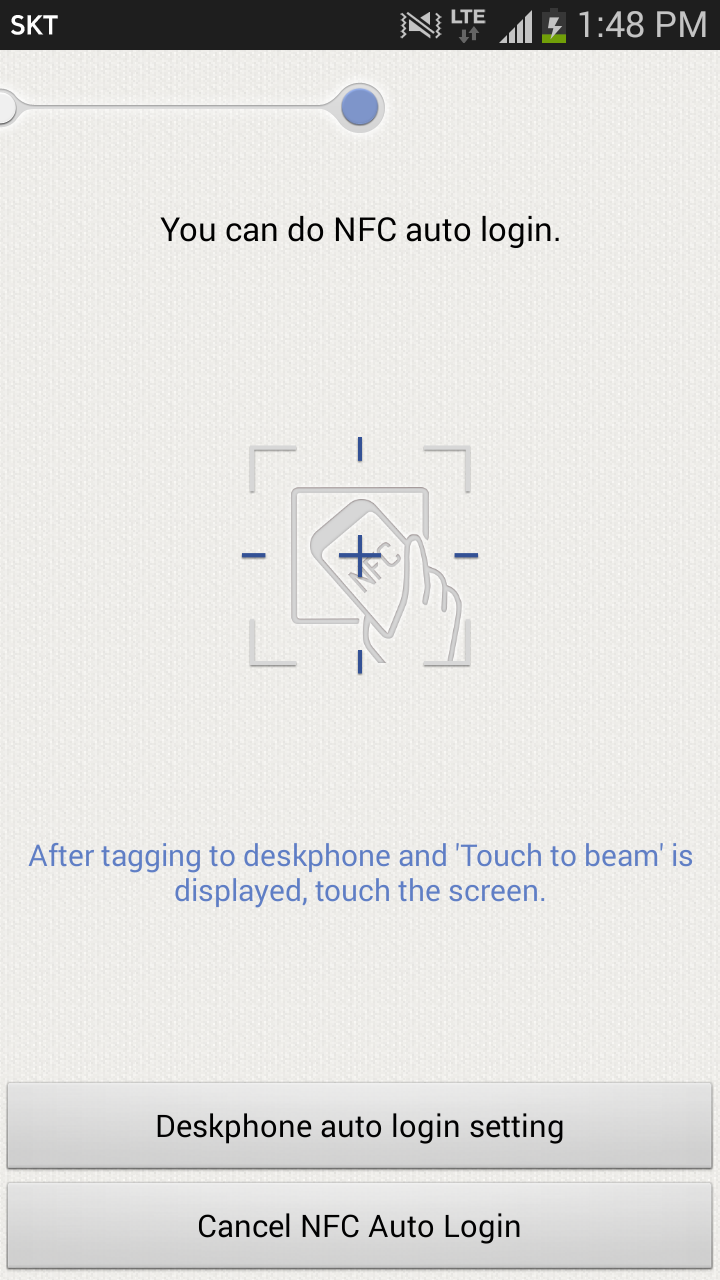 SKT LTE 1:48 PM
You can do NFC auto login.
NFC
After tagging to deskphone and 'Touch to beam' is
displayed, touch the screen.
Deskphone auto login setting
Cancel NFC Auto Login